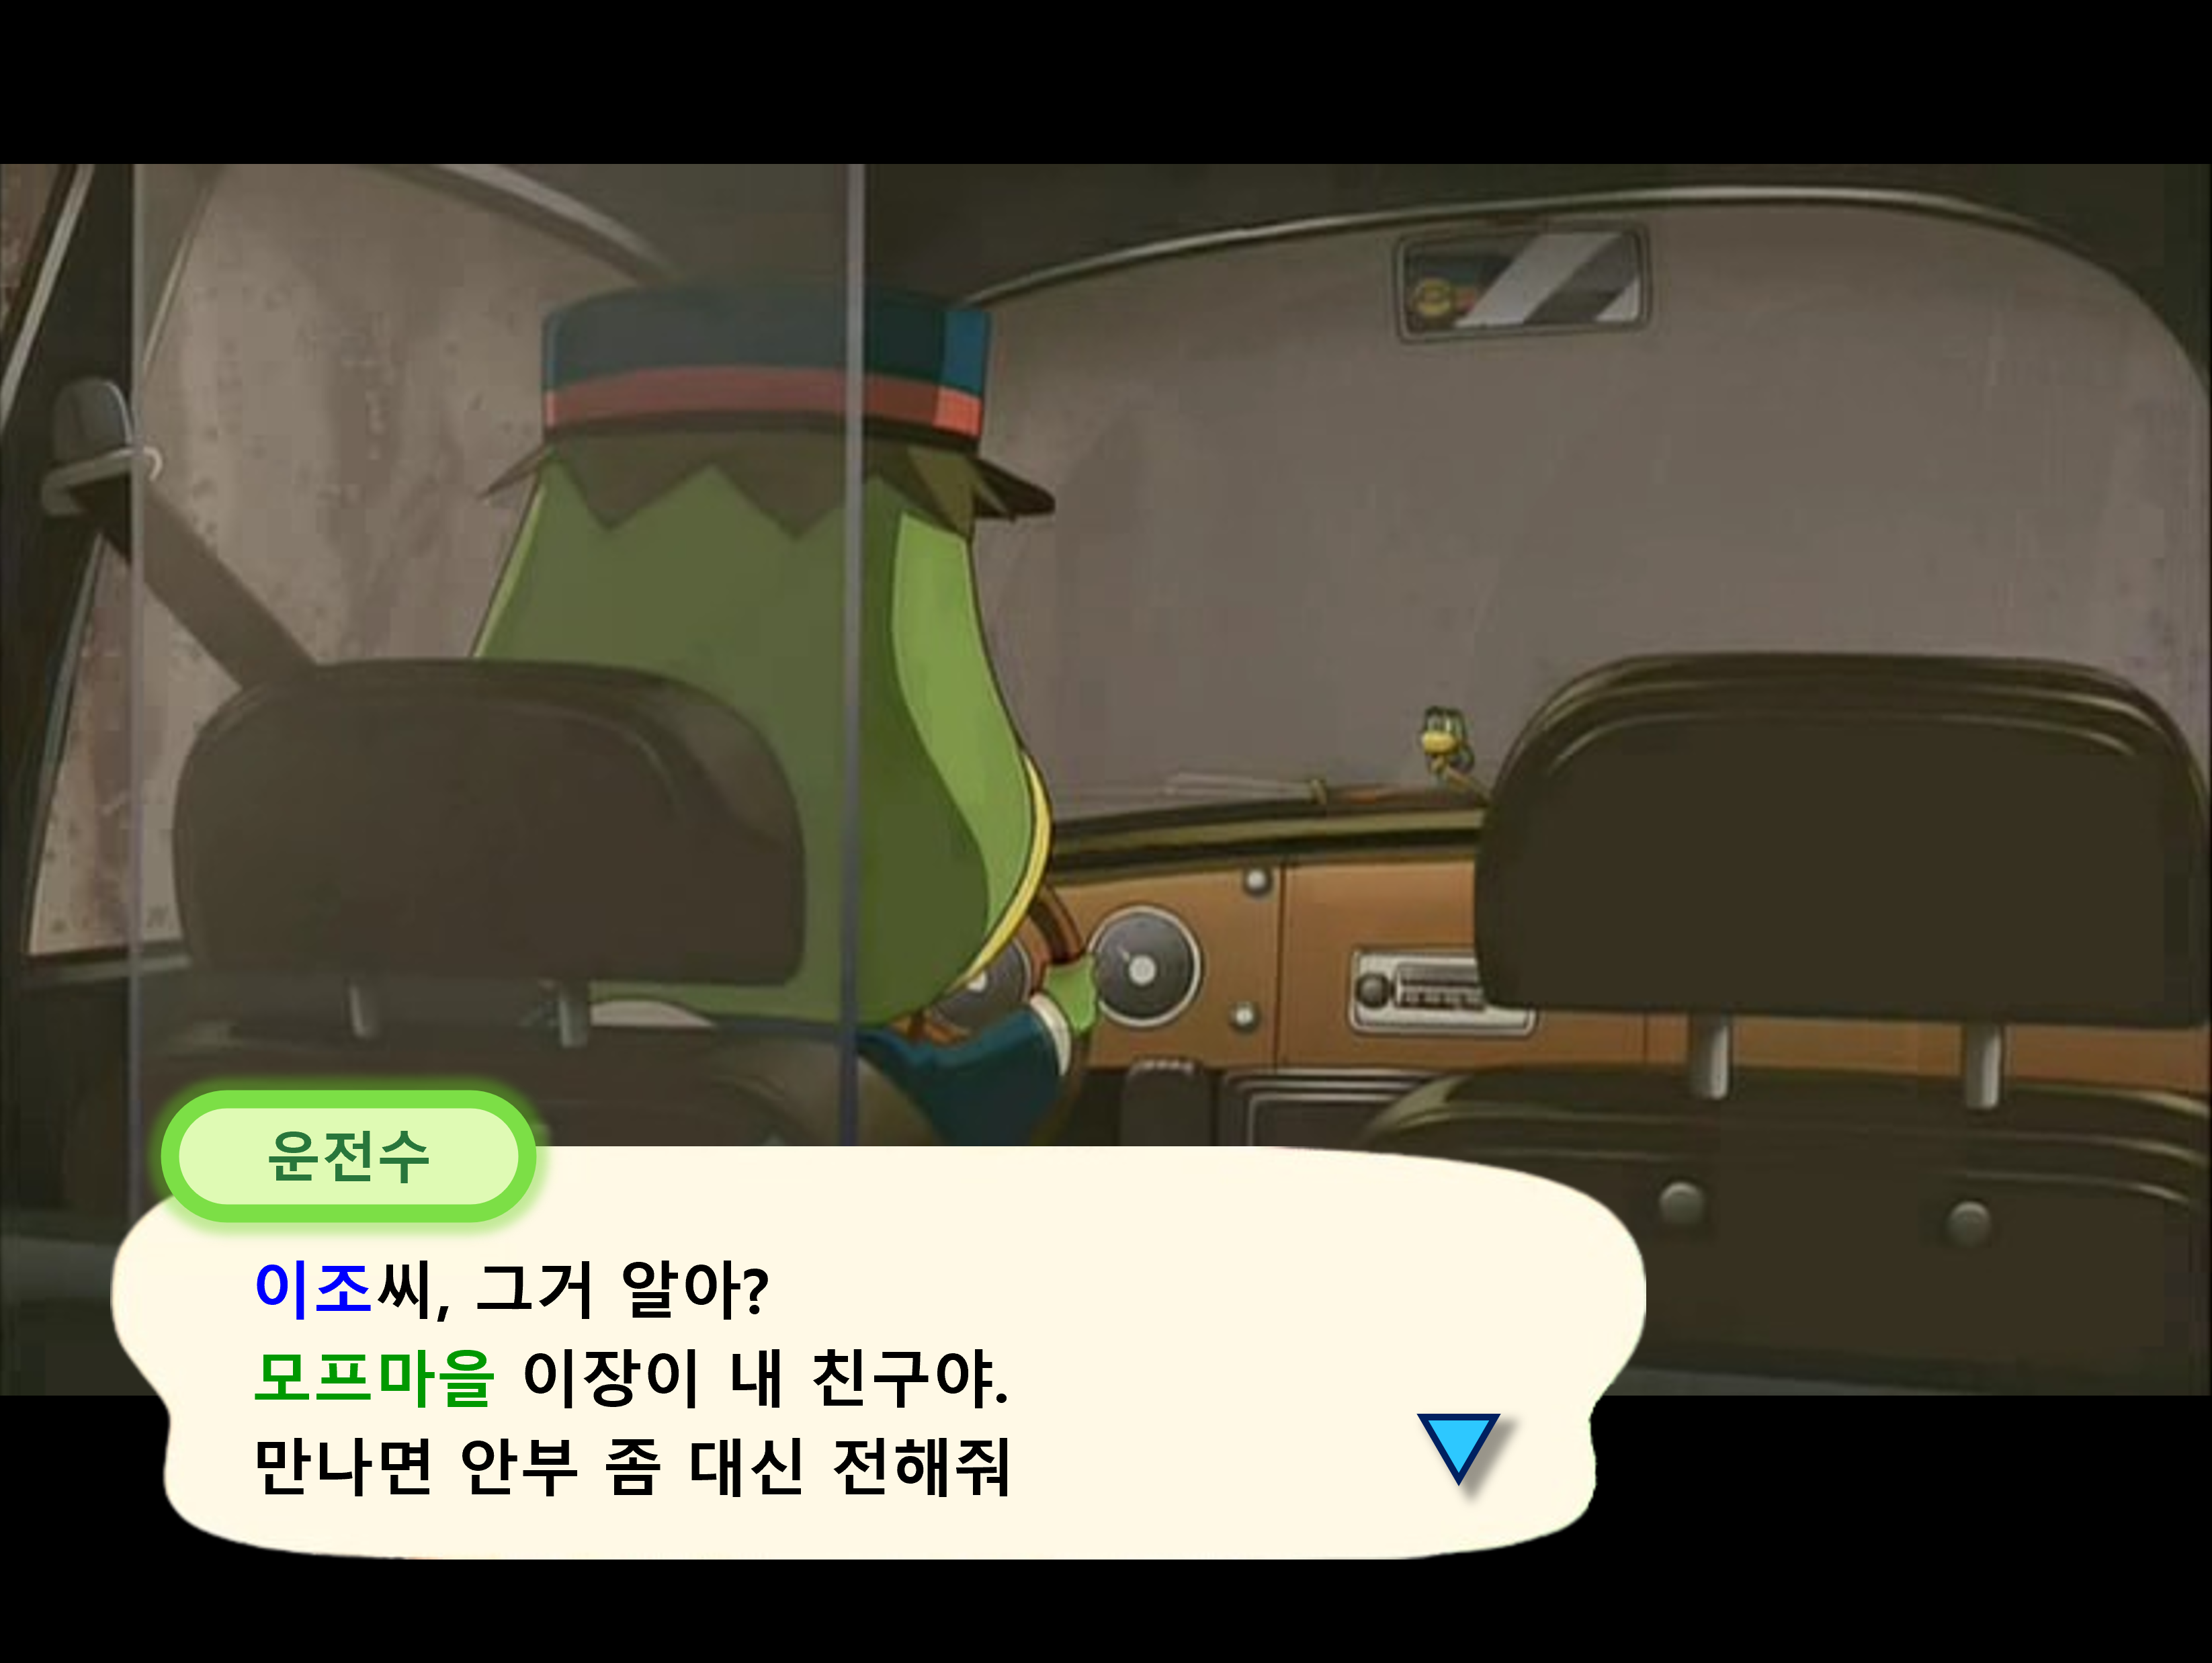 운전수
이조씨, 그거 알아?
모프마을 이장이 내 친구야.
만나면 안부 좀 대신 전해줘